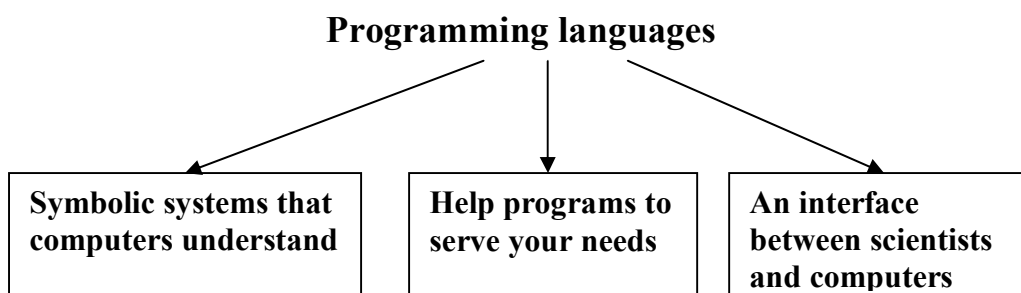 Programming languages
Symbolic systems that
computers understand
Help programs to
serve your needs
An interface
between scientists
and computers